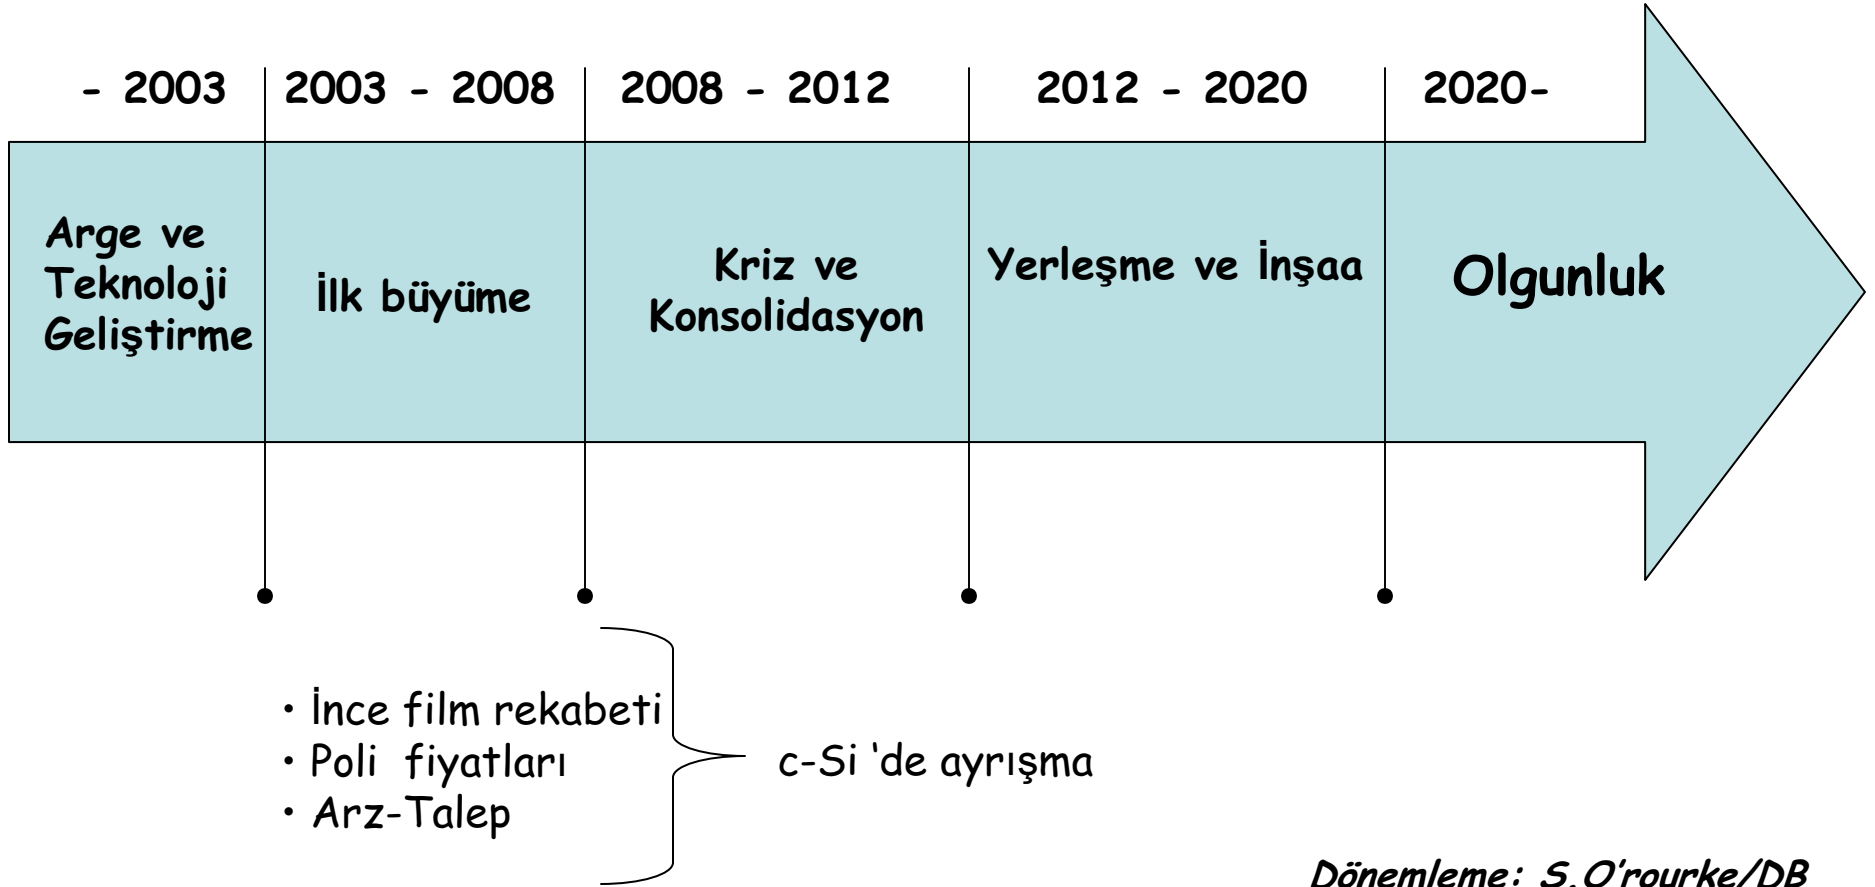 - 2003
2003 - 2008
2008 - 2012
2012 - 2020
2020-
Arge ve
Teknoloji
Geliştirme
İlk büyüme
Kriz ve
Konsolidasyon
Yerleşme ve İnşaa
Olgunluk
• İnce film rekabeti
• Poli fiyatları
• Arz-Talep
c-Si ‘de ayrışma
Dönemleme: S.O’rourke/DB